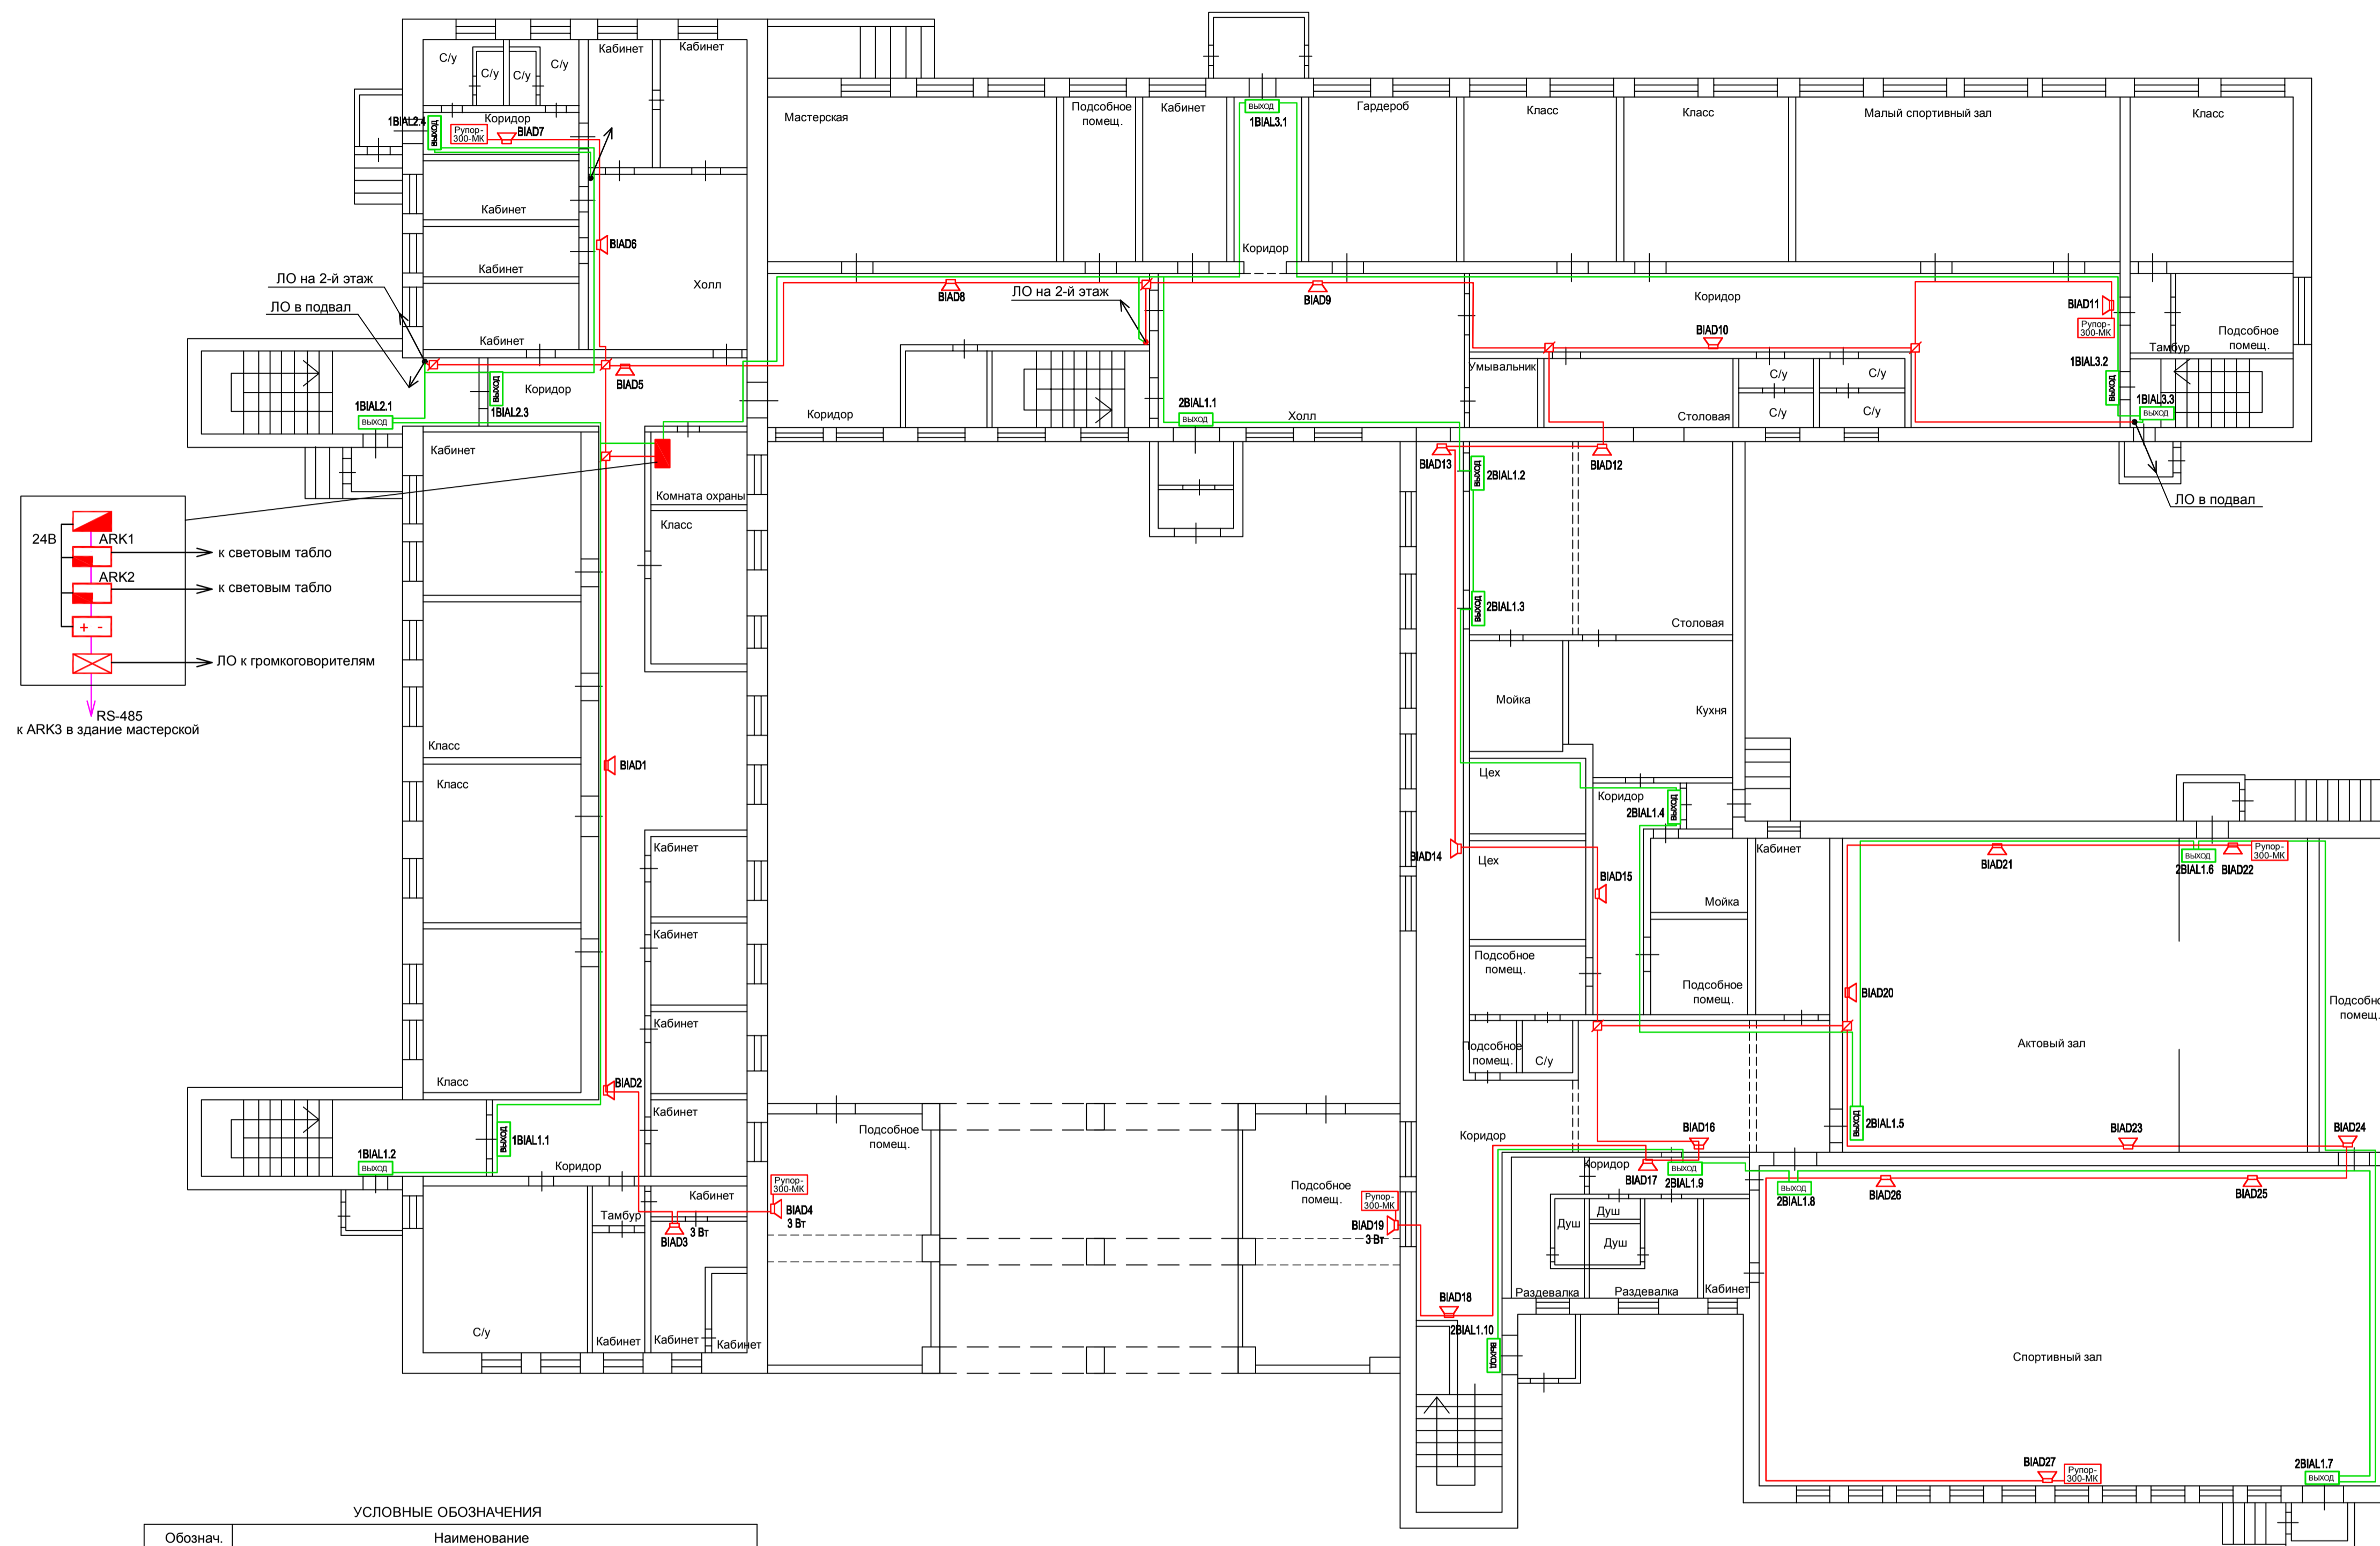 С/у
С/у
С/у
С/у
Кабинет
Кабинет
1BIAL2.4
ВЫХОД
Рупор-
300-МК
Коридор
BIAD7
Мастерская
Подсобное
помещ.
Кабинет
ВЫХОД
1BIAL3.1
Гардероб
Класс
Класс
Малый спортивный зал
Класс
Кабинет
BIAD6
Кабинет
Холл
Коридор
ЛО на 2-й этаж
ЛО в подвал
Кабинет
BIAD8
ЛО на 2-й этаж
BIAD9
Коридор
BIAD10
BIAD11
Рупор-
300-МК
Тамбур
Подсобное
помещ.
1BIAL3.2
ВЫХОД
1BIAL3.3
ВЫХОД
1BIAL2.1
ВЫХОД
ВЫХОД
1BIAL2.3
Коридор
BIAD5
Коридор
2BIAL1.1
ВЫХОД
Холл
Умывальник
Столовая
С/у
С/у
С/у
С/у
Кабинет
Комната охраны
Класс
BIAD13
ВЫХОД
2BIAL1.2
BIAD12
ЛО в подвал
24В
ARK1
к световым табло
ARK2
к световым табло
+ -
ЛО к громкоговорителям
RS-485
к ARK3 в здание мастерской
ВЫХОД
2BIAL1.3
Столовая
Мойка
Кухня
Класс
BIAD1
Класс
Цех
Коридор
2BIAL1.4
ВЫХОД
Кабинет
BIAD14
Цех
BIAD15
Кабинет
Мойка
BIAD21
ВЫХОД
2BIAL1.6
BIAD22
Рупор-
300-МК
Кабинет
Подсобное
помещ.
Подсобное
помещ.
BIAD20
Кабинет
Подсобное
помещ.
С/у
Актовый зал
Класс
BIAD2
Кабинет
1BIAL1.2
ВЫХОД
ВЫХОД
1BIAL1.1
Коридор
Подсобное
помещ.
Коридор
BIAD16
ВЫХОД
2BIAL1.5
BIAD23
BIAD24
Кабинет
Рупор-
300-МК
BIAD4
3 Вт
Тамбур
BIAD3
3 Вт
Подсобное
помещ.
Рупор-
300-МК
BIAD19
3 Вт
Коридор
BIAD17
ВЫХОД
2BIAL1.9
ВЫХОД
2BIAL1.8
BIAD26
BIAD25
Душ
Душ
Душ
Раздевалка
Раздевалка
Кабинет
BIAD18
2BIAL1.10
ВЫХОД
С/у
Кабинет
Кабинет
Кабинет
Спортивный зал
BIAD27
Рупор-
300-МК
2BIAL1.7
ВЫХОД
УСЛОВНЫЕ ОБОЗНАЧЕНИЯ
Обознач.
Наименование